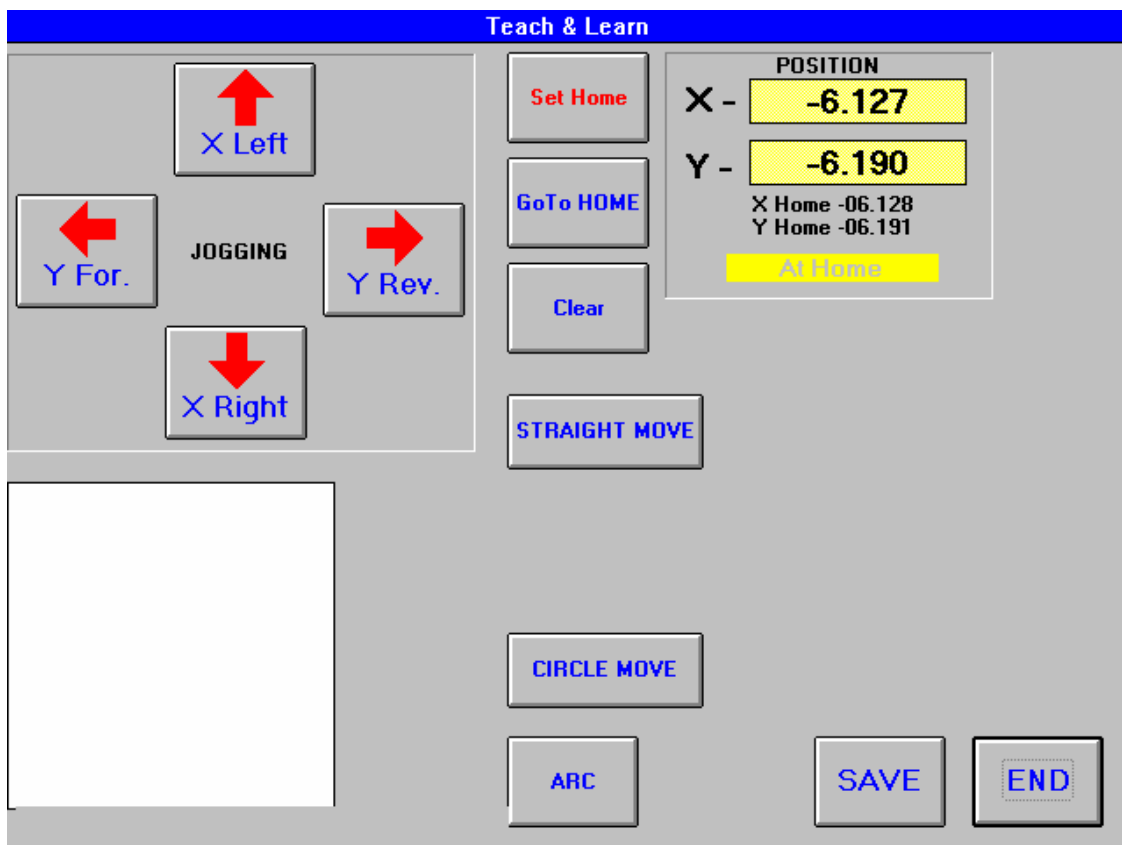 Teach & Learn
X Left
Y For.
JOGGING
Y Rev.
X Right
Set Home
GoTo HOME
Clear
POSITION
X - -6.127
Y - -6.190
X Home -06.128
Y Home -06.191
At Home
STRAIGHT MOVE
CIRCLE MOVE
ARC
SAVE
END